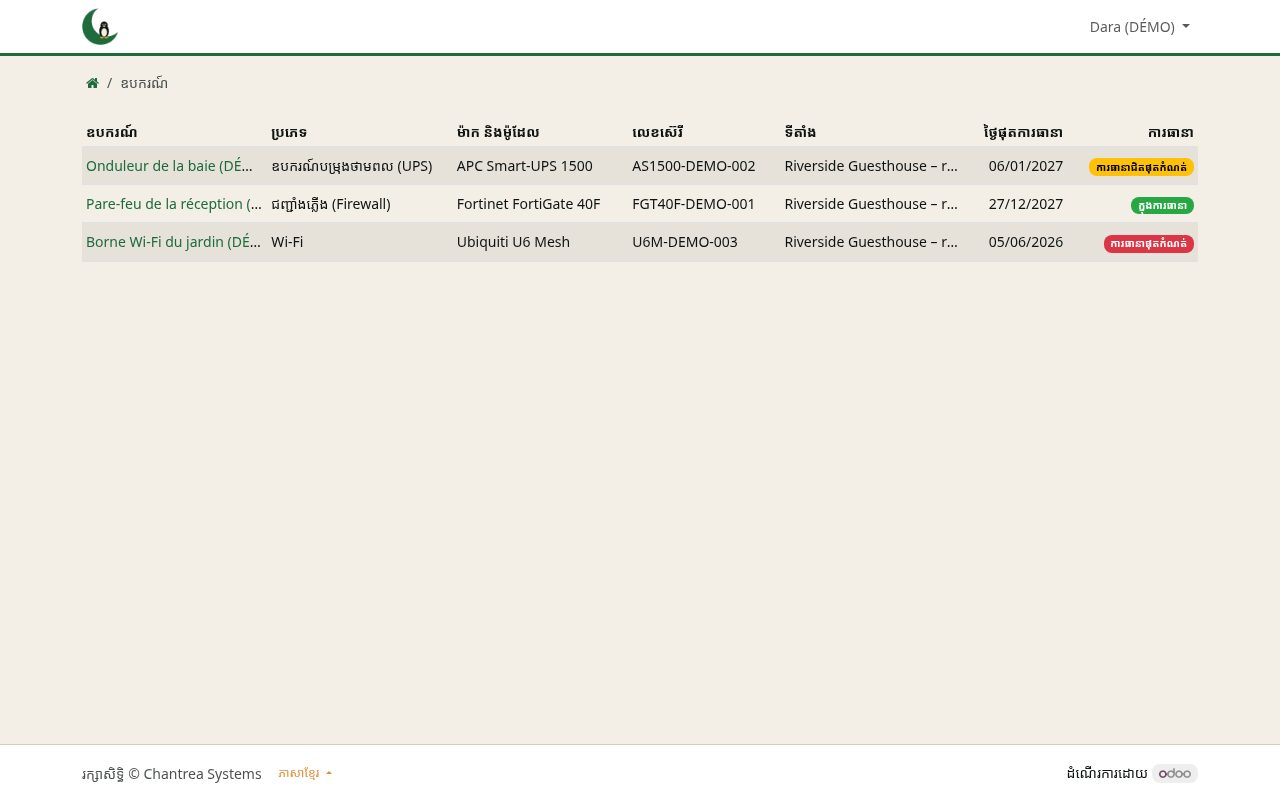 Dara (DÉMO)
/ ឧបករណ៍
ឧបករណ៍ ប្រភេទ ម៉ាក និងម៉ូដែល លេខស៊េរី ទីតាំង ថ្ងៃផុតការធានា ការធានា
Onduleur de la baie (DÉ... ឧបករណ៍បម្រុងថាមពល (UPS) APC Smart-UPS 1500 AS1500-DEMO-002 Riverside Guesthouse – r... 06/01/2027 ការធានាជិតផុតកំណត់
Pare-feu de la réception (... ជញ្ជាំងភ្លើង (Firewall) Fortinet FortiGate 40F FGT40F-DEMO-001 Riverside Guesthouse – r... 27/12/2027 ក្នុងការធានា
Borne Wi-Fi du jardin (DÉ... Wi-Fi Ubiquiti U6 Mesh U6M-DEMO-003 Riverside Guesthouse – r... 05/06/2026 ការធានាផុតកំណត់
រក្សាសិទ្ធិ © Chantrea Systems ភាសាខ្មែរ ដំណើរការដោយ odoo